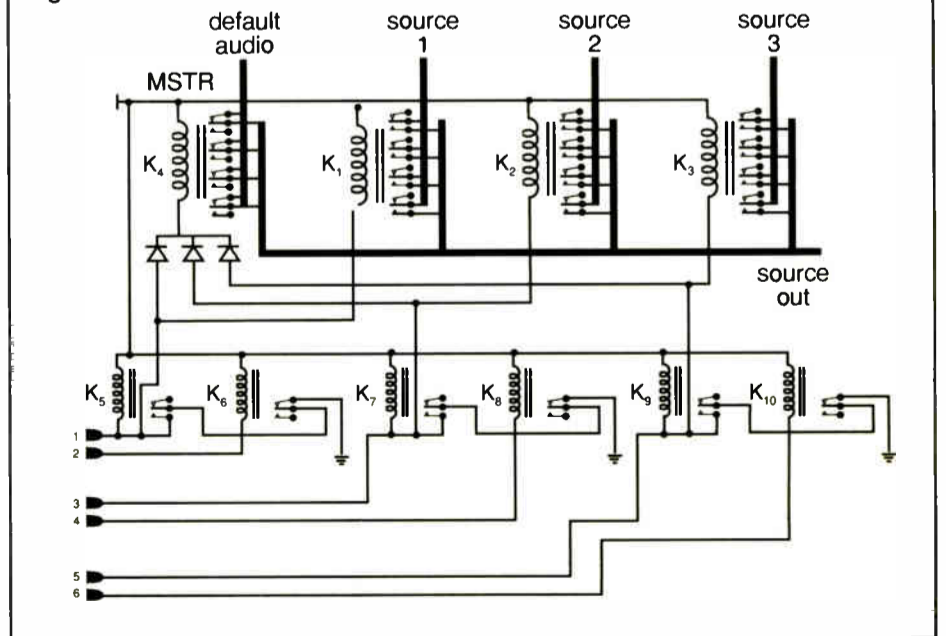 default
audio
source
1
source
2
source
3
MSTR
K4
K1
K2
K3
source
out
K5
K6
K7
K8
K9
K10
1
2
3
4
5
6